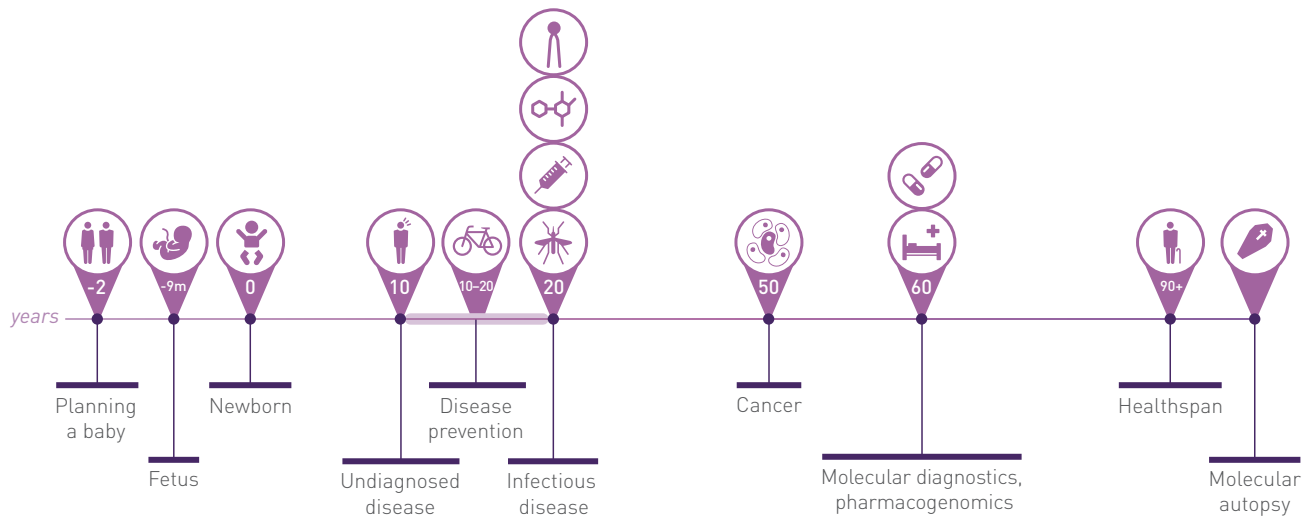 -2
-9m
0
10
10–20
20
50
60
90+
years
Planning
a baby
Fetus
Newborn
Undiagnosed
disease
Disease
prevention
Infectious
disease
Cancer
Molecular diagnostics,
pharmacogenomics
Healthspan
Molecular
autopsy